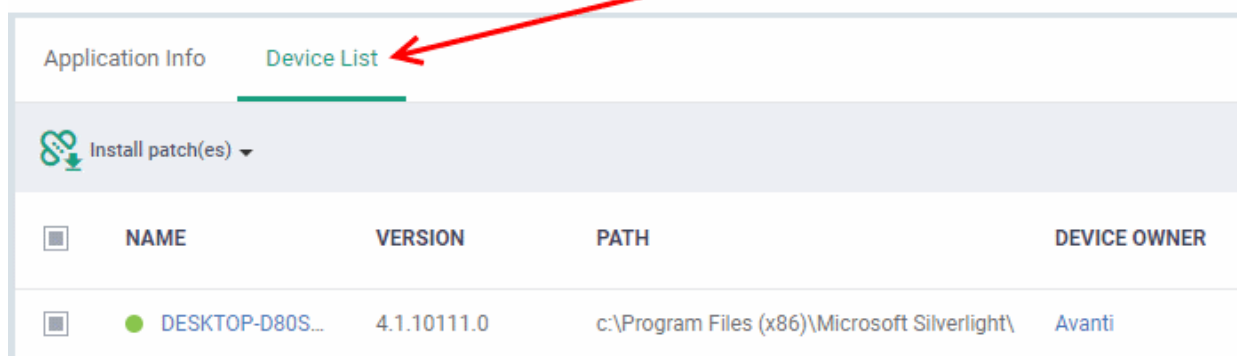 Application Info Device List
Install patch(es)
NAME VERSION PATH DEVICE OWNER
DESKTOP-D80S... 4.1.10111.0 c:\Program Files (x86)\Microsoft Silverlight\ Avanti